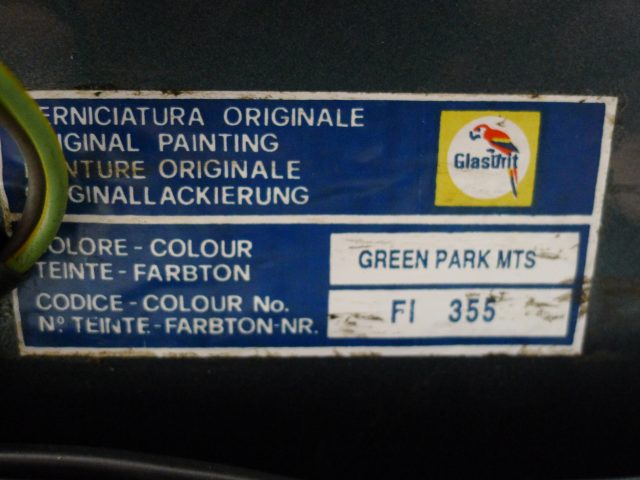 ERNICIATURA ORIGINALE
IGINAL PAINTING
NTURE ORIGINALE
GINALLACKIERUNG
Glasurit
OLORE - COLOUR
TEINTE - FARBTON
GREEN PARK MTS
CODICE - COLOUR No.
Nº TEINTE - FARBTON-NR.
FI 355